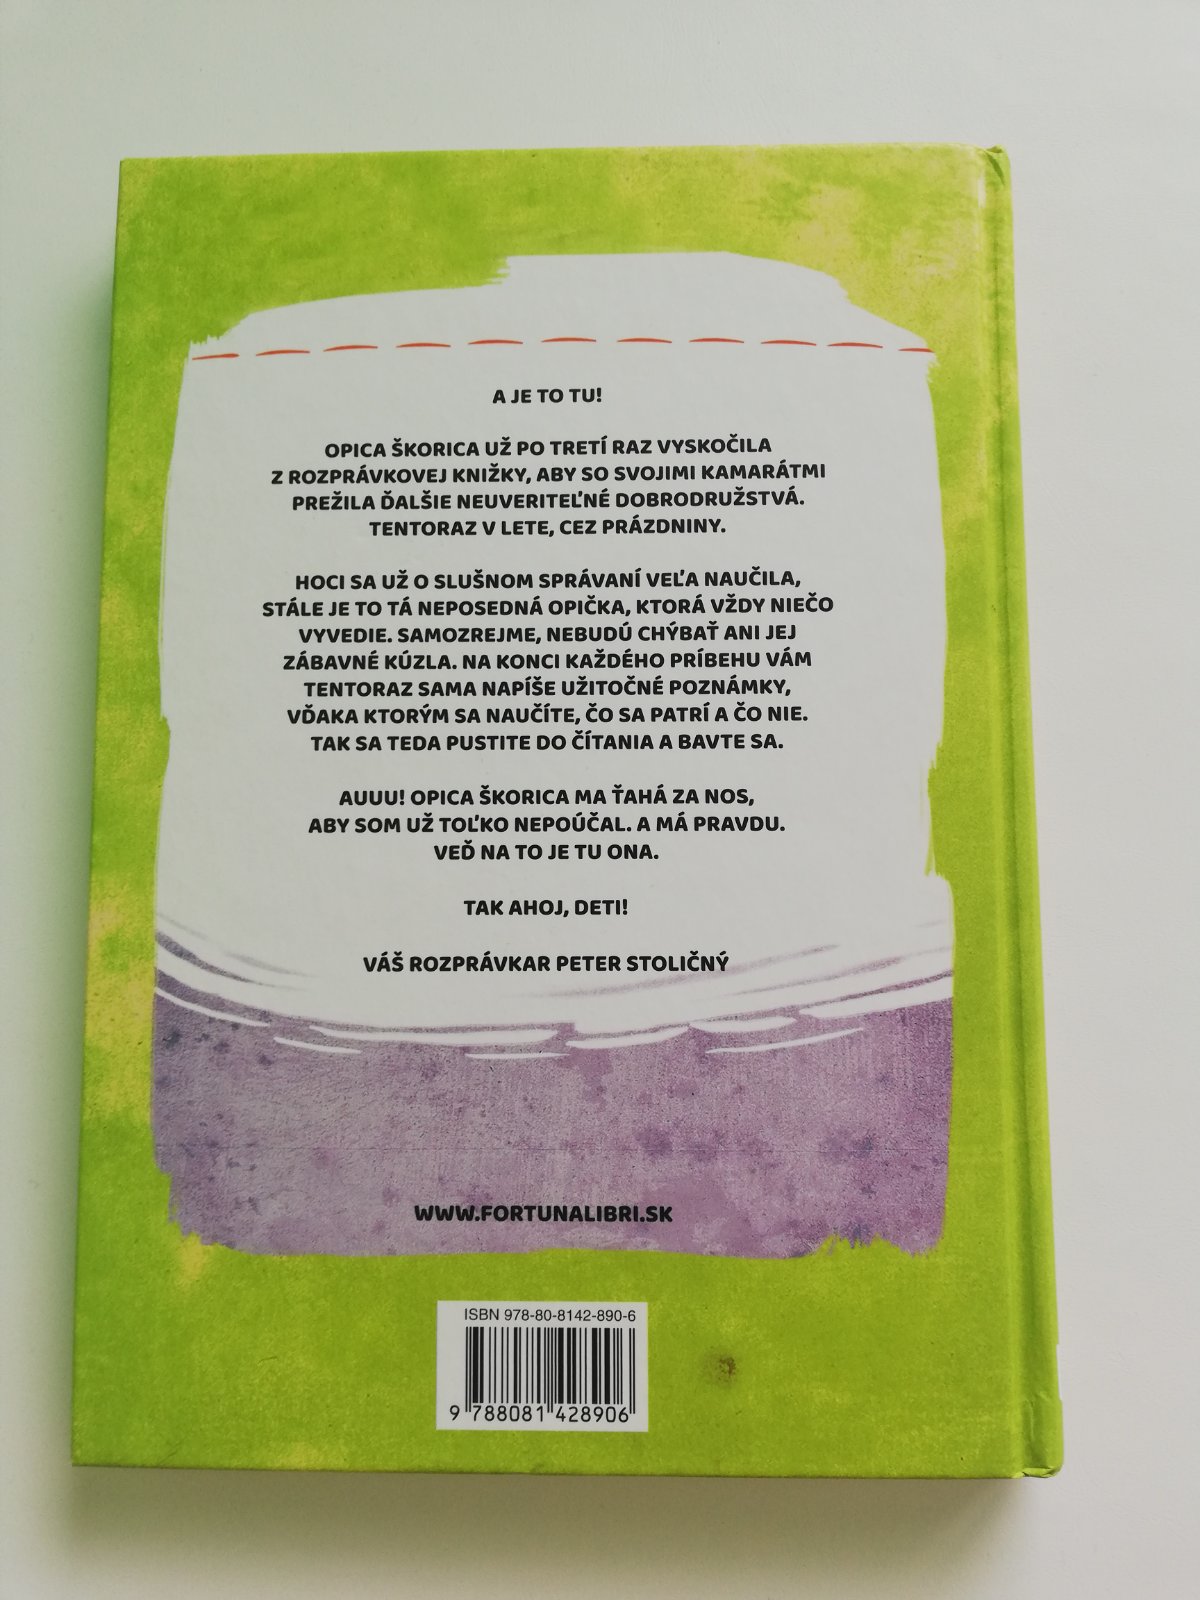 A JE TO TU!
OPICA ŠKORICA UŽ PO TRETÍ RAZ VYSKOČILA
Z ROZPRÁVKOVEJ KNIŽKY, ABY SO SVOJIMI KAMARÁTMI
PREŽILA ĎALŠIE NEUVERITEĽNÉ DOBRODRUŽSTVÁ.
TENTORAZ V LETE, CEZ PRÁZDNINY.
HOCI SA UŽ O SLUŠNOM SPRÁVANÍ VEĽA NAUČILA,
STÁLE JE TO TÁ NEPOSEDNÁ OPIČKA, KTORÁ VŽDY NIEČO
VYVEDIE. SAMOZREJME, NEBUDÚ CHÝBAŤ ANI JEJ
ZÁBAVNÉ KÚZLA. NA KONCI KAŽDÉHO PRÍBEHU VÁM
TENTORAZ SAMA NAPÍŠE UŽITOČNÉ POZNÁMKY,
VĎAKA KTORÝM SA NAUČÍTE, ČO SA PATRÍ A ČO NIE.
TAK SA TEDA PUSTITE DO ČÍTANIA A BAVTE SA.
AUUU! OPICA ŠKORICA MA ŤAHÁ ZA NOS,
ABY SOM UŽ TOĽKO NEPOÚČAL. A MÁ PRAVDU.
VEĎ NA TO JE TU ONA.
TAK AHOJ, DETI!
VÁŠ ROZPRÁVKAR PETER STOLIČNÝ
WWW.FORTUNALIBRI.SK
ISBN 978-80-8142-890-6
9 788081 428906